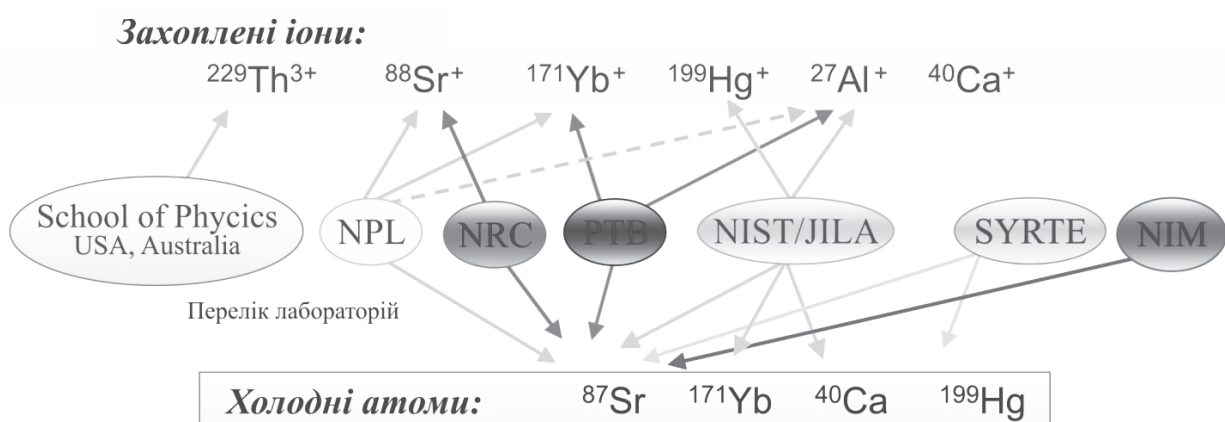 Захоплені іони:
²²⁹Th³⁺ ⁸⁸Sr⁺ ¹⁷¹Yb⁺ ¹⁹⁹Hg⁺ ²⁷Al⁺ ⁴⁰Ca⁺
School of Phycics
USA, Australia
NPL NRC PTB NIST/JILA SYRTE NIM
Перелік лабораторій
Холодні атоми: ⁸⁷Sr ¹⁷¹Yb ⁴⁰Ca ¹⁹⁹Hg